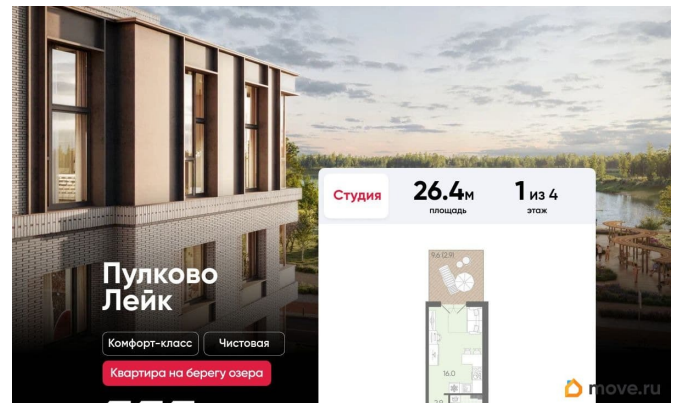 Студия
26.4м
площадь
1 из 4
этаж
9.6 (2.9)
Пулково
Лейк
Комфорт-класс
Чистовая
16.0
Квартира на берегу озера
move.ru